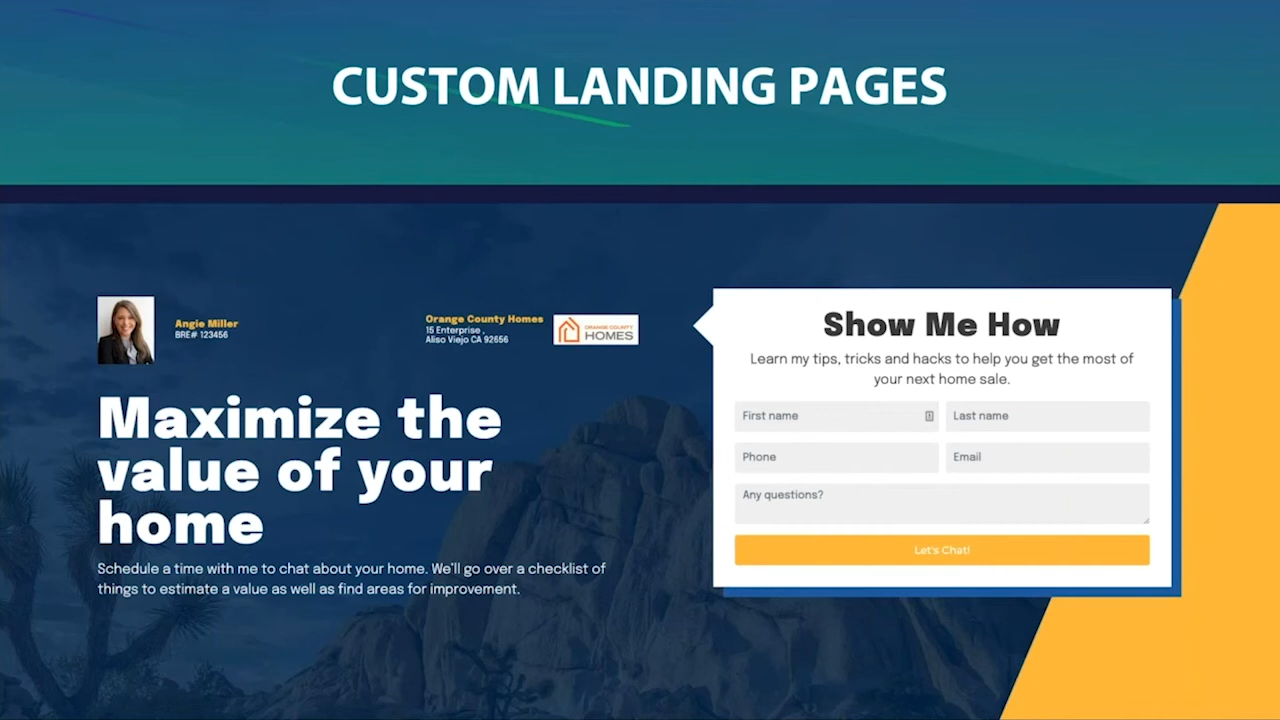 CUSTOM LANDING PAGES
Angie Miller
BRE# 123456
Orange County Homes
15 Enterprise ,
Aliso Viejo CA 92656
ORANGE COUNTY
HOMES
Maximize the
value of your
home
Schedule a time with me to chat about your home. We'll go over a checklist of
things to estimate a value as well as find areas for improvement.
Show Me How
Learn my tips, tricks and hacks to help you get the most of
your next home sale.
First name
Last name
Phone
Email
Any questions?
Let's Chat!